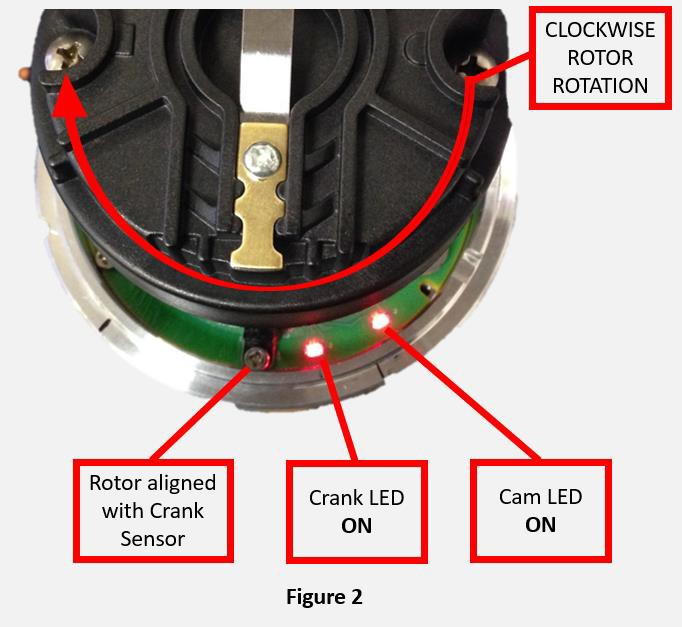 CLOCKWISE
ROTOR
ROTATION
Rotor aligned
with Crank
Sensor
Crank LED
ON
Cam LED
ON
Figure 2